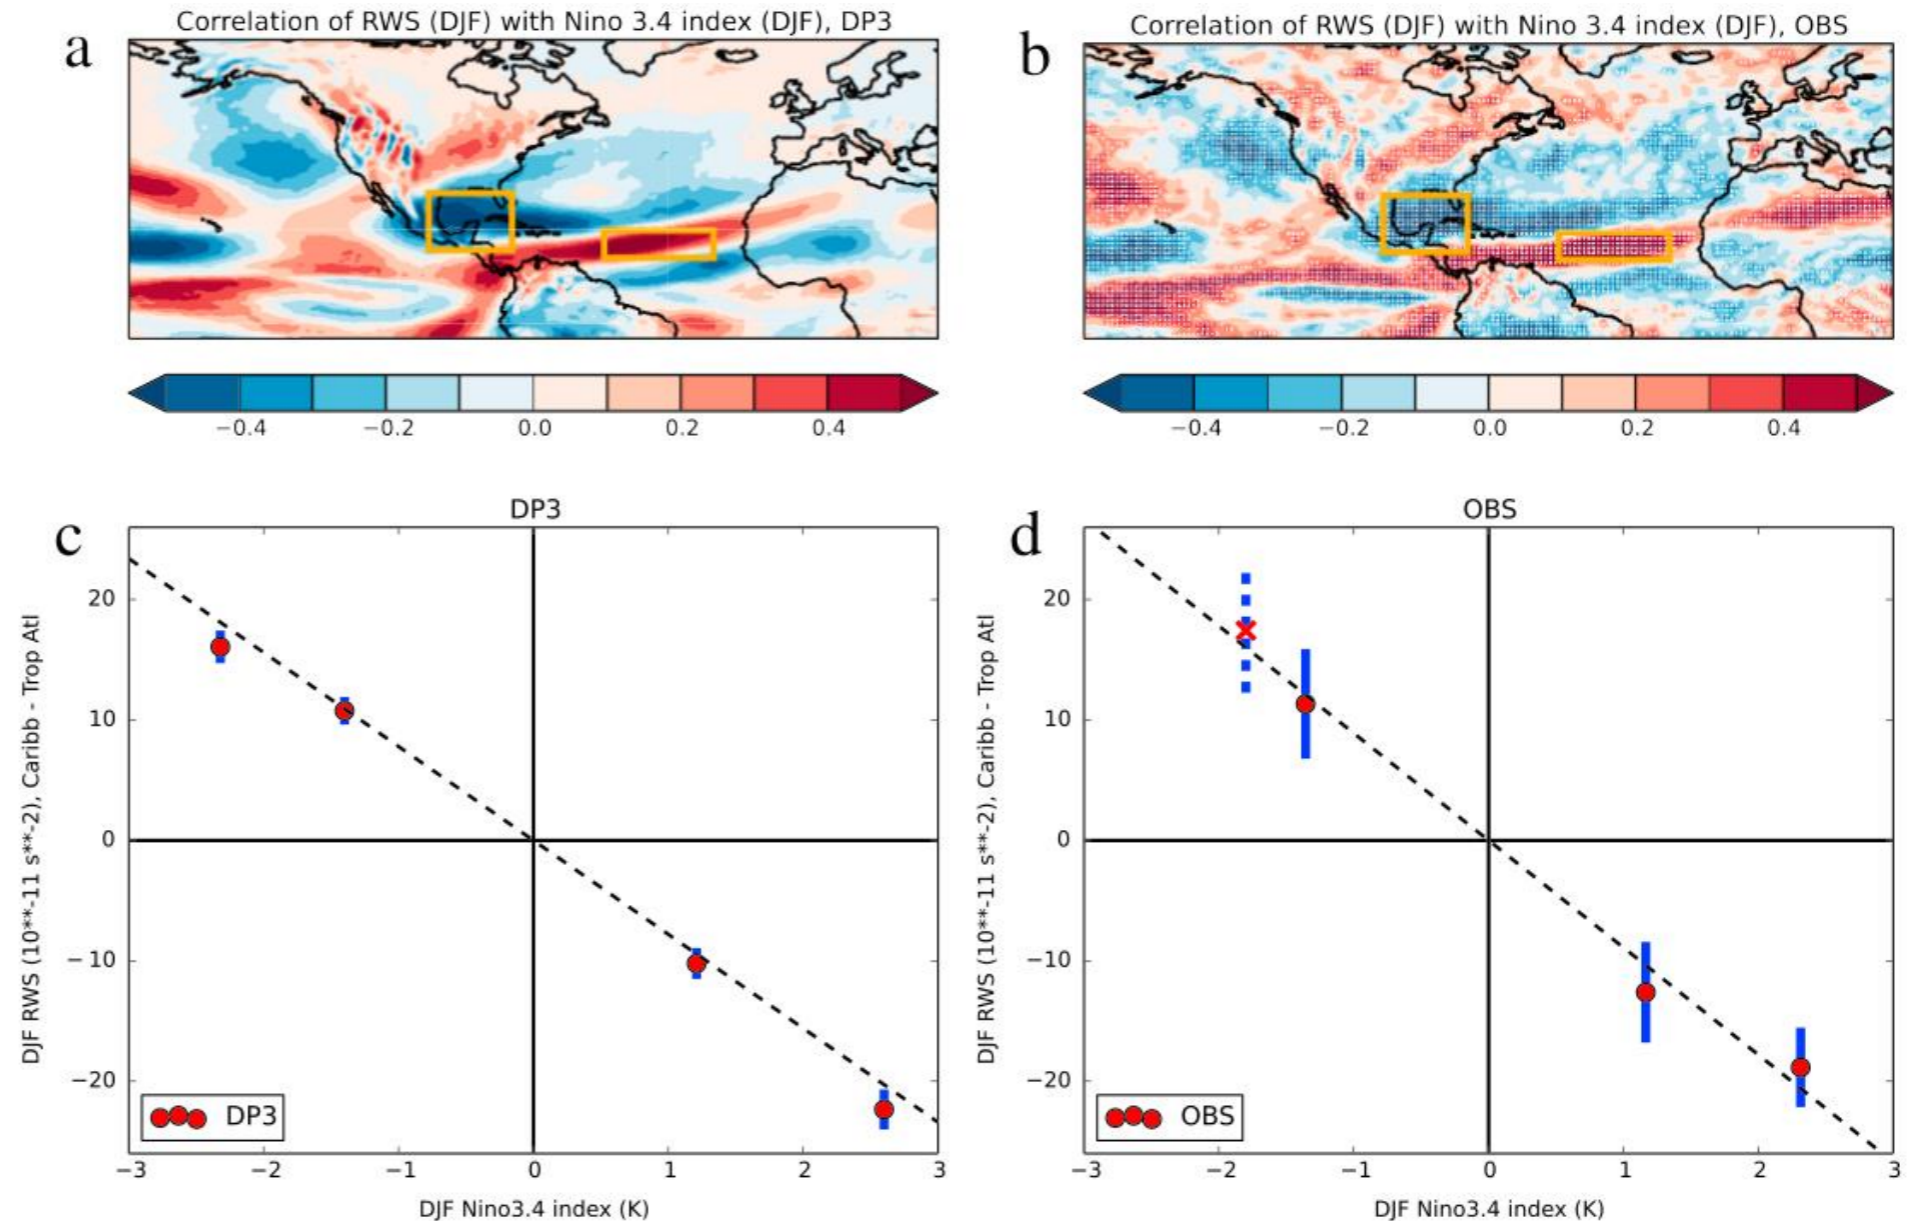 a
Correlation of RWS (DJF) with Nino 3.4 index (DJF), DP3
−0.4 −0.2 0.0 0.2 0.4
b
Correlation of RWS (DJF) with Nino 3.4 index (DJF), OBS
−0.4 −0.2 0.0 0.2 0.4
c
DP3
DJF RWS (10**-11 s**-2), Caribb - Trop Atl
20
10
0
−10
−20
DP3
−3 −2 −1 0 1 2 3
DJF Nino3.4 index (K)
d
OBS
DJF RWS (10**-11 s**-2), Caribb - Trop Atl
20
10
0
−10
−20
OBS
−3 −2 −1 0 1 2 3
DJF Nino3.4 index (K)